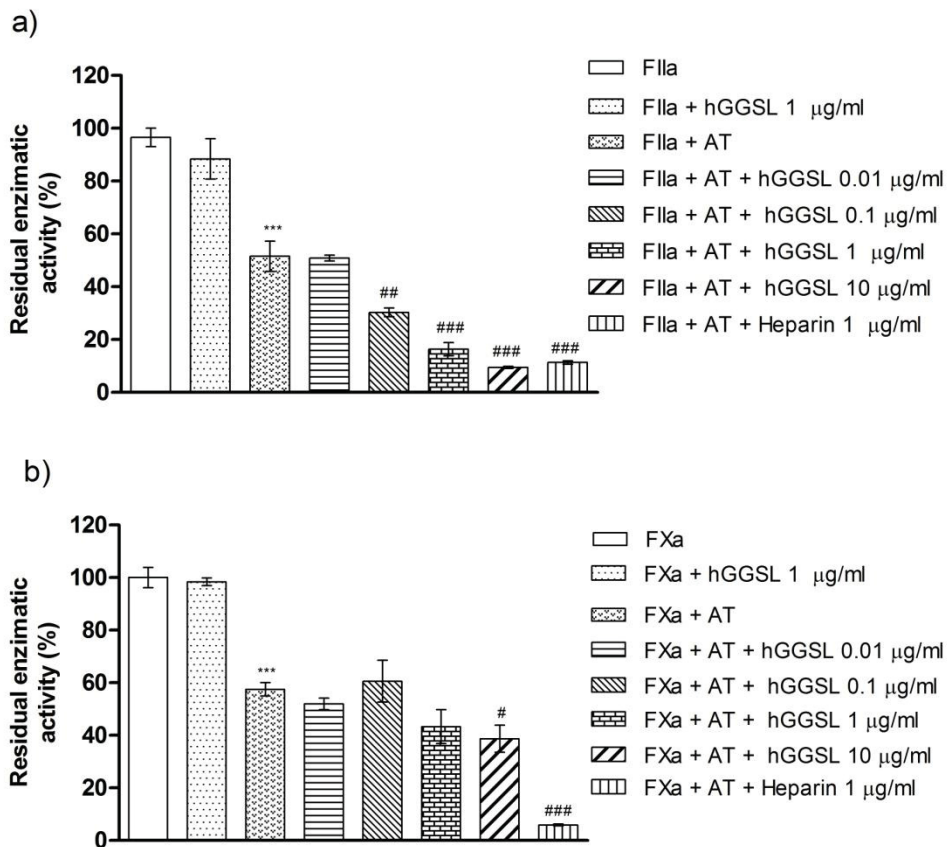 a)
Residual enzimatic
activity (%)
120
100
80
60
40
20
0
***
##
###
###
###
FIIa
FIIa + hGGSL 1 μg/ml
FIIa + AT
FIIa + AT + hGGSL 0.01 μg/ml
FIIa + AT + hGGSL 0.1 μg/ml
FIIa + AT + hGGSL 1 μg/ml
FIIa + AT + hGGSL 10 μg/ml
FIIa + AT + Heparin 1 μg/ml
b)
Residual enzimatic
activity (%)
120
100
80
60
40
20
0
***
#
###
FXa
FXa + hGGSL 1 μg/ml
FXa + AT
FXa + AT + hGGSL 0.01 μg/ml
FXa + AT + hGGSL 0.1 μg/ml
FXa + AT + hGGSL 1 μg/ml
FXa + AT + hGGSL 10 μg/ml
FXa + AT + Heparin 1 μg/ml